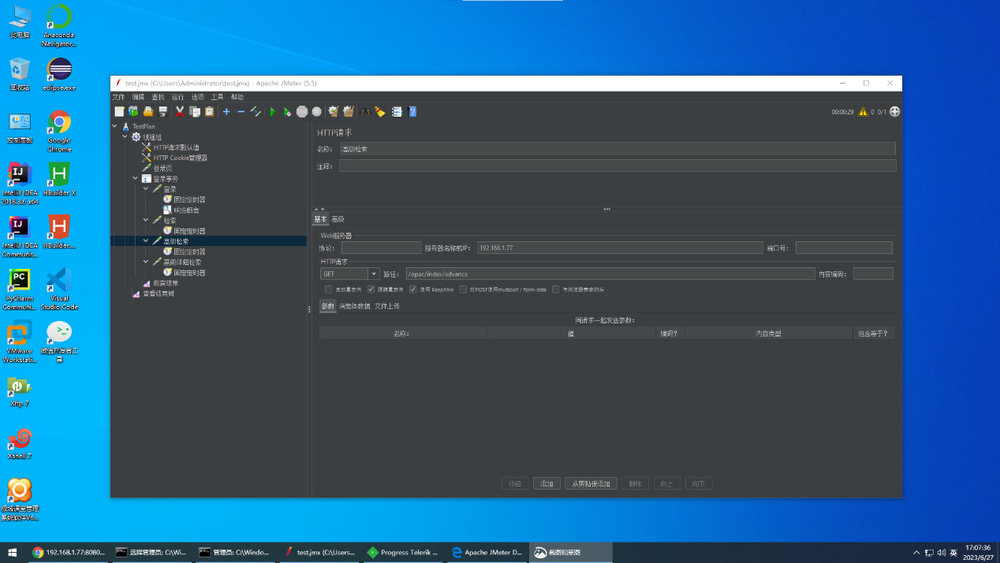 此电脑
Anaconda
Navigator...
回收站
eclipse.exe
控制面板
Google
Chrome
IntelliJ IDEA
2018.3.6 x64
HBuilder X
IntelliJ IDEA
Communit...
HBuilder....
PyCharm
Communi...
Visual
Studio Code
VMware
Workstati...
微信开发者工
具
Xftp 7
Xshell 7
极域课堂管理
系统软件V6...
test.jmx (C:\Users\Administrator\test.jmx) - Apache JMeter (5.5)
文件 编辑 查找 运行 选项 工具 帮助
00:00:29 0 0/1
TestPlan
线程组
HTTP请求默认值
HTTP Cookie管理器
登录页
登录事务
登录
固定定时器
响应断言
检索
固定定时器
高级检索
固定定时器
高级详细检索
固定定时器
断言结果
查看结果树
HTTP请求
名称: 高级检索
注释:
基本 高级
Web服务器
协议: 服务器名称或IP: 192.168.1.77 端口号:
HTTP请求
GET 路径: /opac/index/advance 内容编码:
自动重定向 跟随重定向 使用 KeepAlive 对POST使用multipart / form-data 与浏览器兼容的头
参数 消息体数据 文件上传
同请求一起发送参数:
名称: 值 编码? 内容类型 包含等于?
详细 添加 从剪贴板添加 删除 向上 向下
192.168.1.77:8080... 选择管理员: C:\Wi... 管理员: C:\Windo... test.jmx (C:\Users... Progress Telerik ... Apache JMeter D... 截图和草图
英
17:07:36
2023/6/27